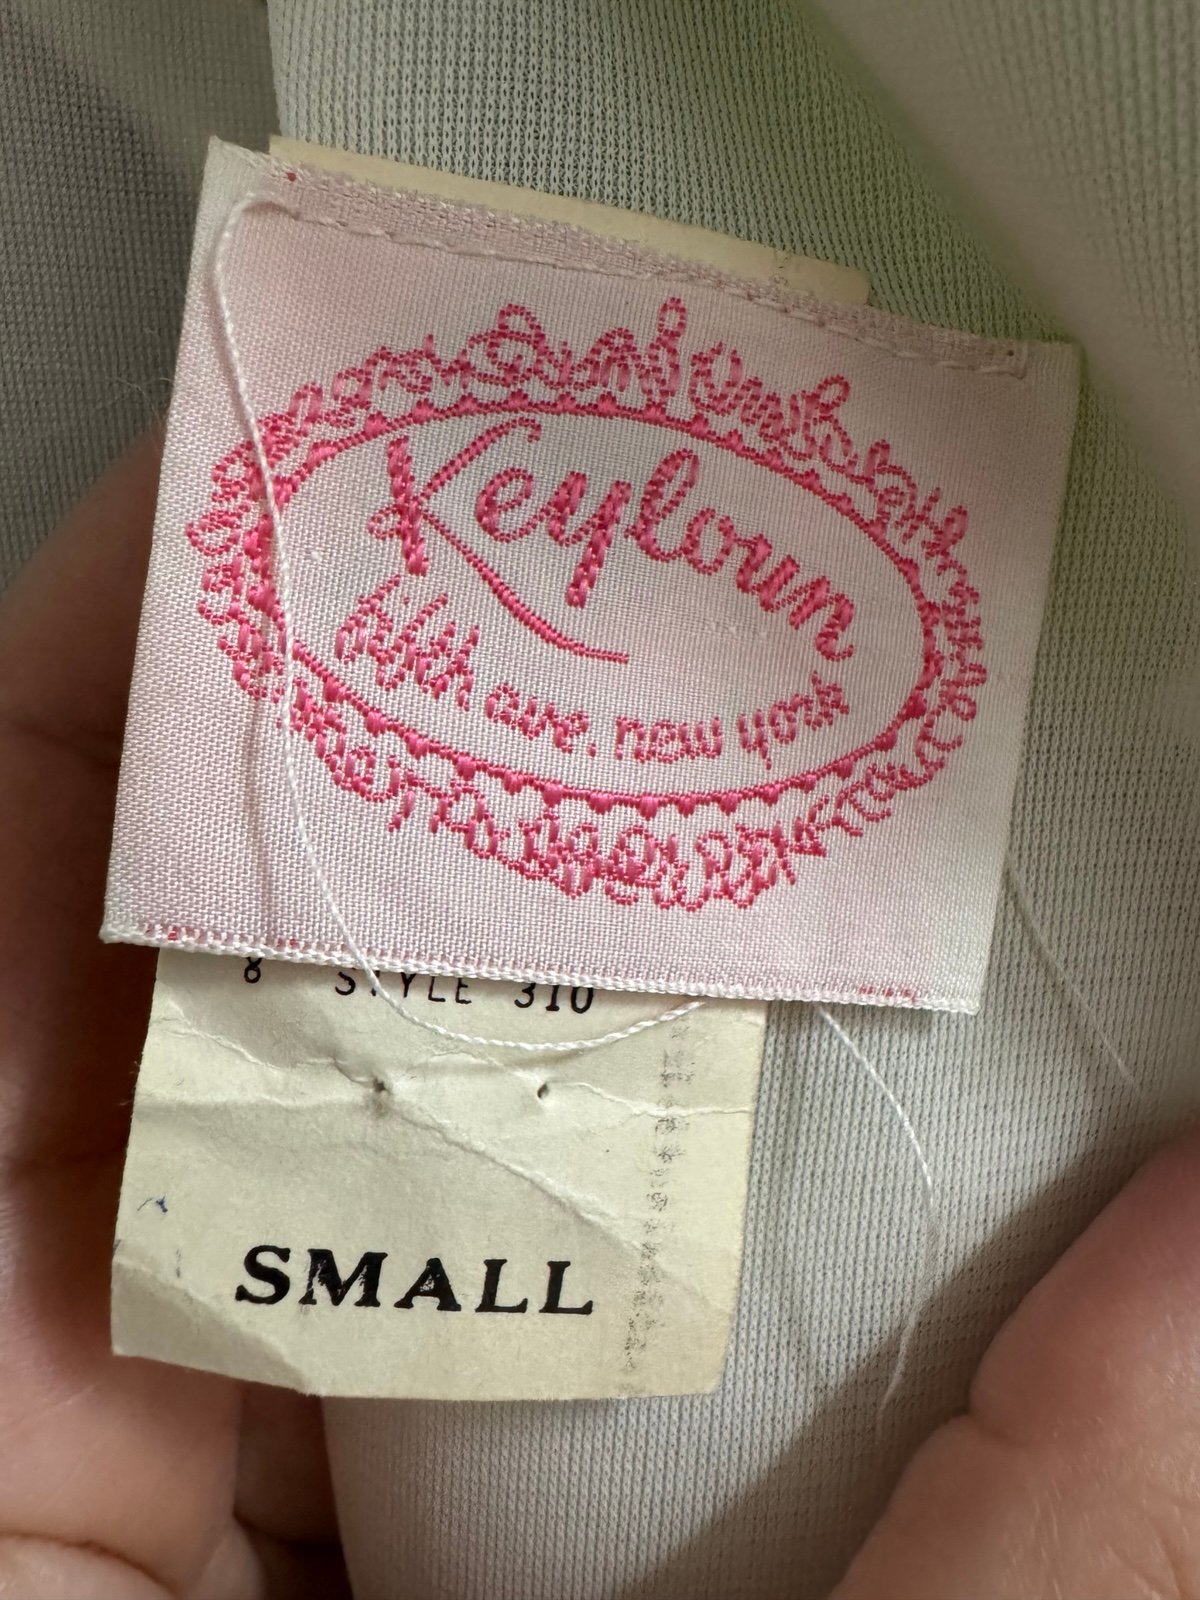 Keyloun
fifth ave. new york
8 STYLE 310
SMALL